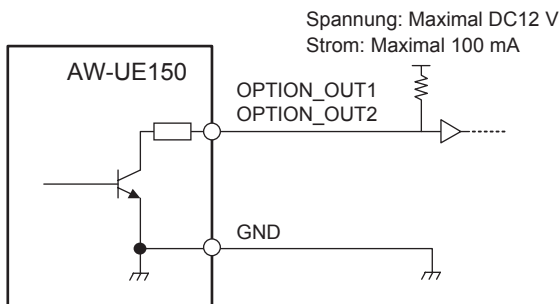 Spannung: Maximal DC12 V
Strom: Maximal 100 mA
AW-UE150
OPTION_OUT1
OPTION_OUT2
GND